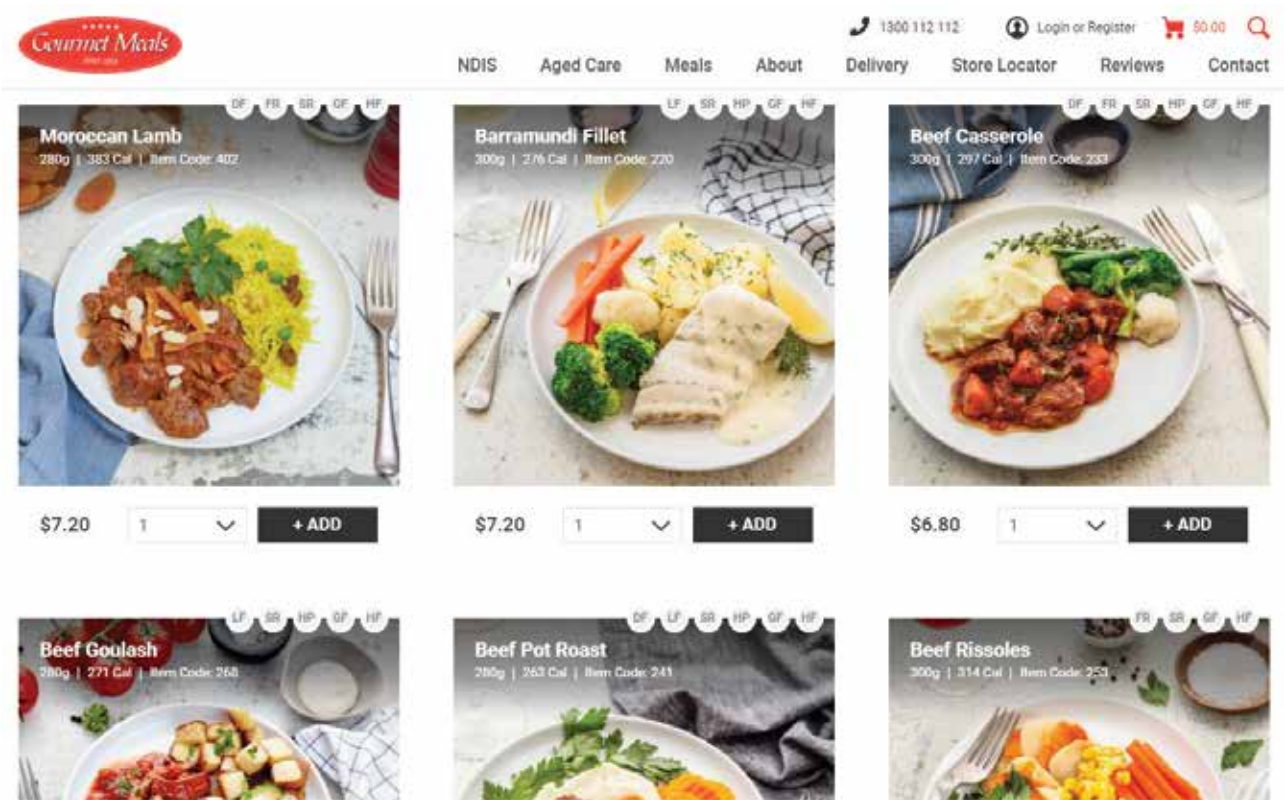 Gourmet Meals
1300 112 112
Login or Register
$0.00
NDIS Aged Care Meals About Delivery Store Locator Reviews Contact
DF FR SR GF HF
Moroccan Lamb
280g | 383 Cal | Item Code: 402
$7.20 1 + ADD
LF SR HP GF HF
Barramundi Fillet
300g | 276 Cal | Item Code: 220
$7.20 1 + ADD
DF FR SR HP GF HF
Beef Casserole
300g | 297 Cal | Item Code: 233
$6.80 1 + ADD
LF SR HP GF HF
Beef Goulash
280g | 271 Cal | Item Code: 268
DF LF SR HP GF HF
Beef Pot Roast
280g | 263 Cal | Item Code: 241
FR SR GF HF
Beef Rissoles
300g | 314 Cal | Item Code: 253